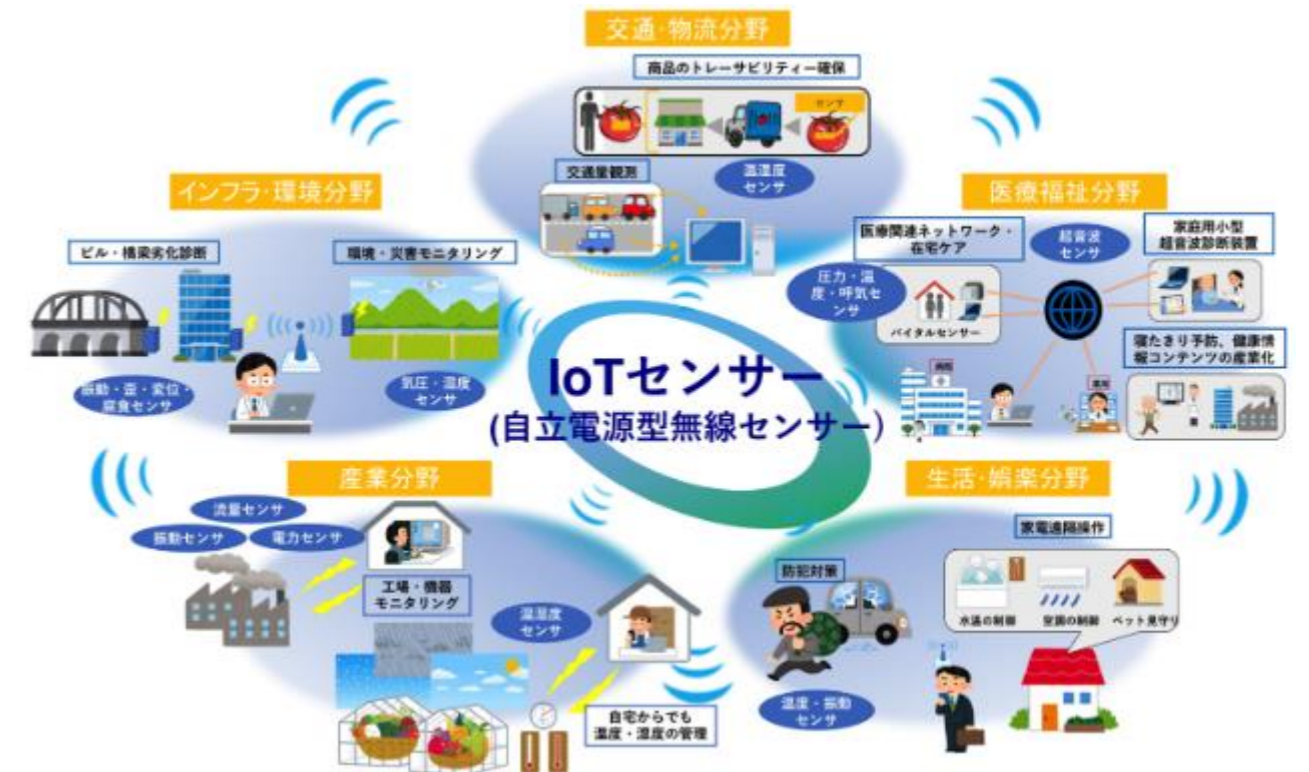 交通・物流分野
商品のトレーサビリティー確保
センサ
交通量観測
温湿度
センサ
インフラ・環境分野
ビル・橋梁劣化診断
環境・災害モニタリング
振動・歪・変位・
腐食センサ
気圧・温度
センサ
医療福祉分野
医療関連ネットワーク・
在宅ケア
超音波
センサ
家庭用小型
超音波診断装置
圧力・温
度・呼気セ
ンサ
バイタルセンサー
寝たきり予防、健康情
報コンテンツの産業化
病院
薬局
IoTセンサー
(自立電源型無線センサー)
産業分野
流量センサ
振動センサ
電力センサ
工場・機器
モニタリング
温湿度
センサ
自宅からでも
温度・湿度の管理
生活・娯楽分野
家電遠隔操作
防犯対策
水温の制御
空調の制御
ペット見守り
温度・振動
センサ